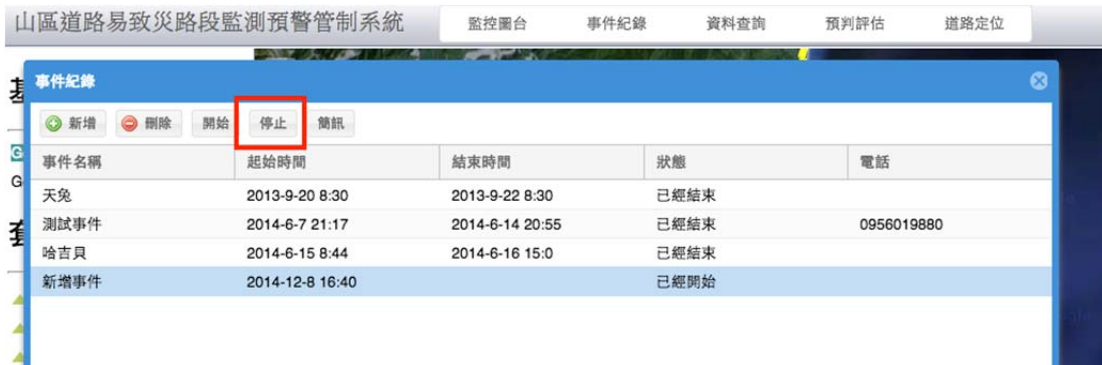 山區道路易致災路段監測預警管制系統 監控圖台 事件紀錄 資料查詢 預判評估 道路定位
事件紀錄
新增 刪除 開始 停止 簡訊
事件名稱 起始時間 結束時間 狀態 電話
天兔 2013-9-20 8:30 2013-9-22 8:30 已經結束
測試事件 2014-6-7 21:17 2014-6-14 20:55 已經結束 0956019880
哈吉貝 2014-6-15 8:44 2014-6-16 15:0 已經結束
新增事件 2014-12-8 16:40 已經開始